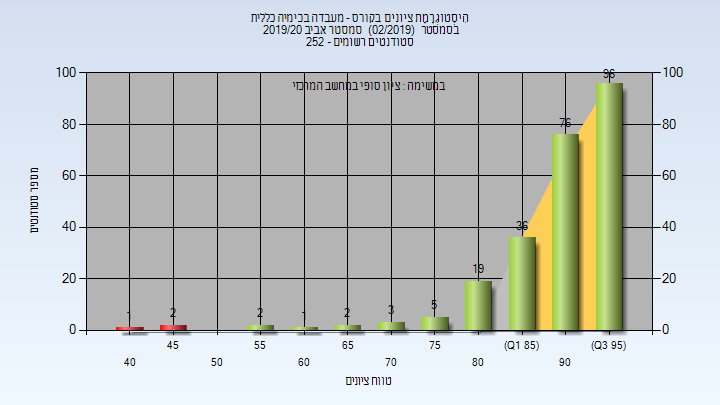 הִיסְטוֹגְרַמַּת ציונים בקורס - מעבדה בכימיה כללית
בסמסטר (02/2019) סמסטר אביב 2019/20
סטודנטים רשומים - 252
במשימה : ציון סופי במחשב המרכזי
100 100
80 80
60 60
40 40
20 20
0 0
מספר סטודנטים
1 2 2 1 2 3 5 19 36 76 96
45 55 65 75 (Q1 85) (Q3 95)
40 50 60 70 80 90
טווח ציונים